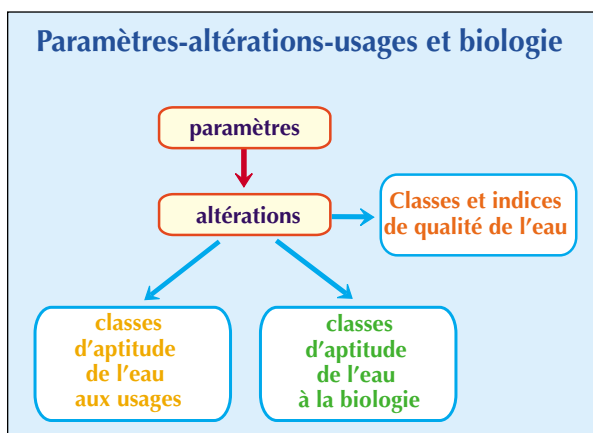 Paramètres-altérations-usages et biologie
paramètres
altérations
Classes et indices
de qualité de l'eau
classes
d'aptitude
de l'eau
aux usages
classes
d'aptitude
de l'eau
à la biologie